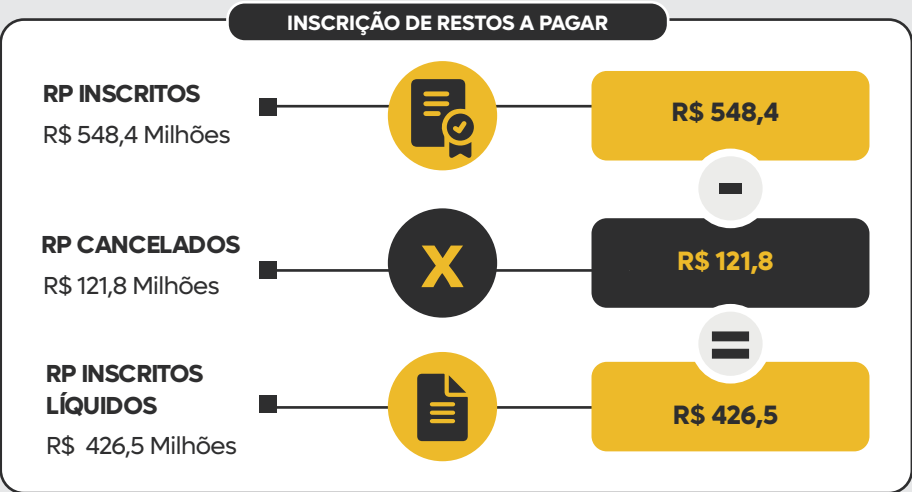 INSCRIÇÃO DE RESTOS A PAGAR
RP INSCRITOS
R$ 548,4 Milhões
R$ 548,4
-
RP CANCELADOS
R$ 121,8 Milhões
X
R$ 121,8
=
RP INSCRITOS
LÍQUIDOS
R$ 426,5 Milhões
R$ 426,5